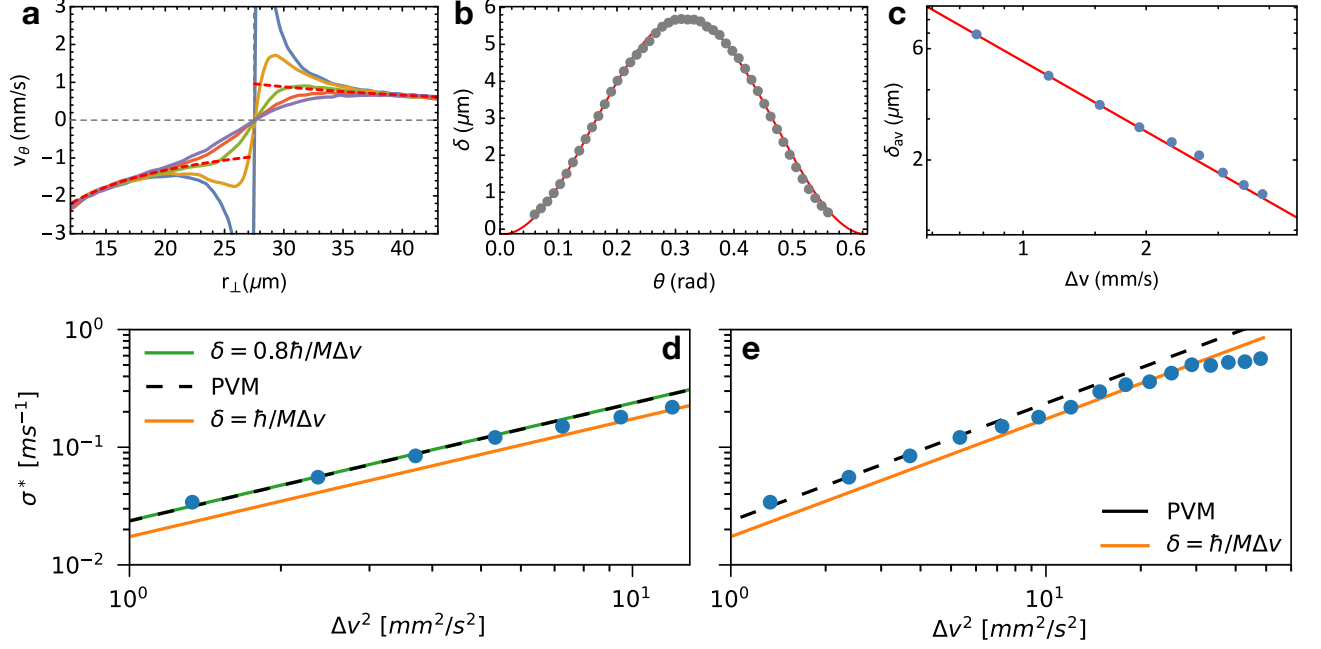 a
3
2
1
0
−1
−2
−3
v_θ (mm/s)
15 20 25 30 35 40
r_⊥(μm)
b
6
5
4
3
2
1
0
δ (μm)
0.0 0.1 0.2 0.3 0.4 0.5 0.6
θ (rad)
c
6
2
δ_av (μm)
1 2
Δv (mm/s)
d
δ = 0.8ℏ/MΔv
PVM
δ = ℏ/MΔv
10^0
10^-1
10^-2
σ* [ms^-1]
10^0 10^1
Δv^2 [mm^2/s^2]
e
PVM
δ = ℏ/MΔv
10^0 10^1
Δv^2 [mm^2/s^2]